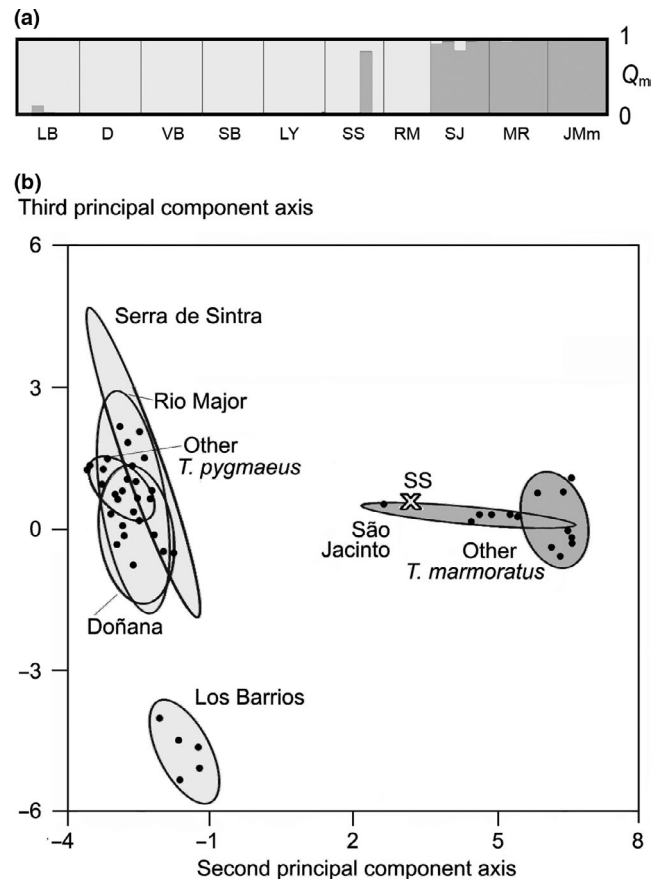 (a)
1
Qm
0
LB D VB SB LY SS RM SJ MR JMm
(b)
Third principal component axis
6
Serra de Sintra
3
Rio Major
Other
T. pygmaeus
SS
0
São
Jacinto
Other
T. marmoratus
Doñana
–3
Los Barrios
–6
–4 –1 2 5 8
Second principal component axis